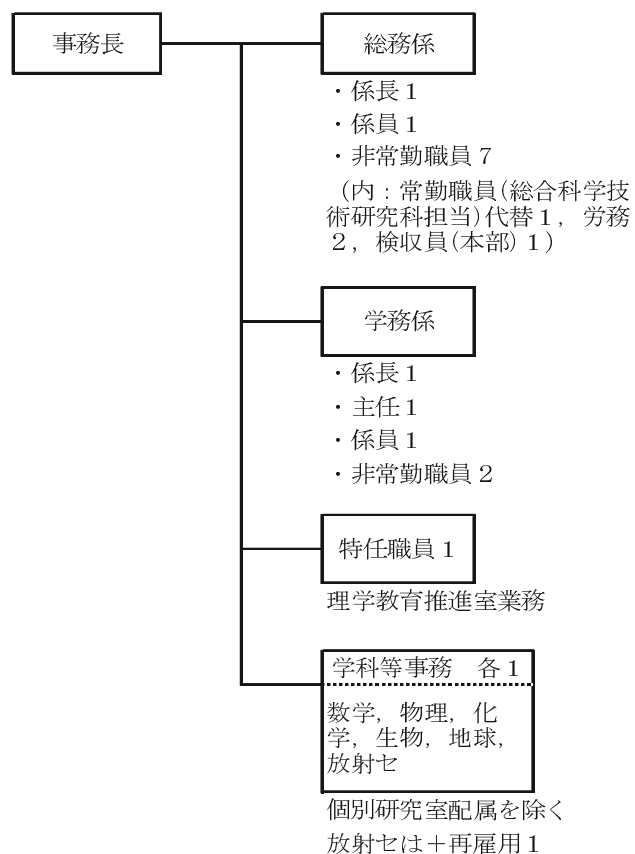 事務長
総務係
・係長１
・係員１
・非常勤職員７
（内：常勤職員(総合科学技
術研究科担当)代替１，労務
２，検収員(本部)１）
学務係
・係長１
・主任１
・係員１
・非常勤職員２
特任職員１
理学教育推進室業務
学科等事務　各１
数学，物理，化
学，生物，地球，
放射セ
個別研究室配属を除く
放射セは＋再雇用１